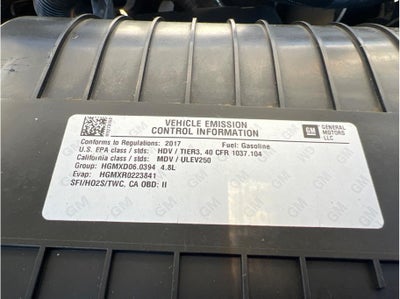 VEHICLE EMISSION
CONTROL INFORMATION
GM
GENERAL
MOTORS
LLC
Conforms to Regulations: 2017 Fuel: Gasoline
U.S. EPA class / stds: HDV / TIER3, 40 CFR 1037.104
California class / stds: MDV / ULEV250
Group: HGMXD06.0394 4.8L
Evap: HGMXR0223841
SFI/HO2S/TWC, CA OBD: II